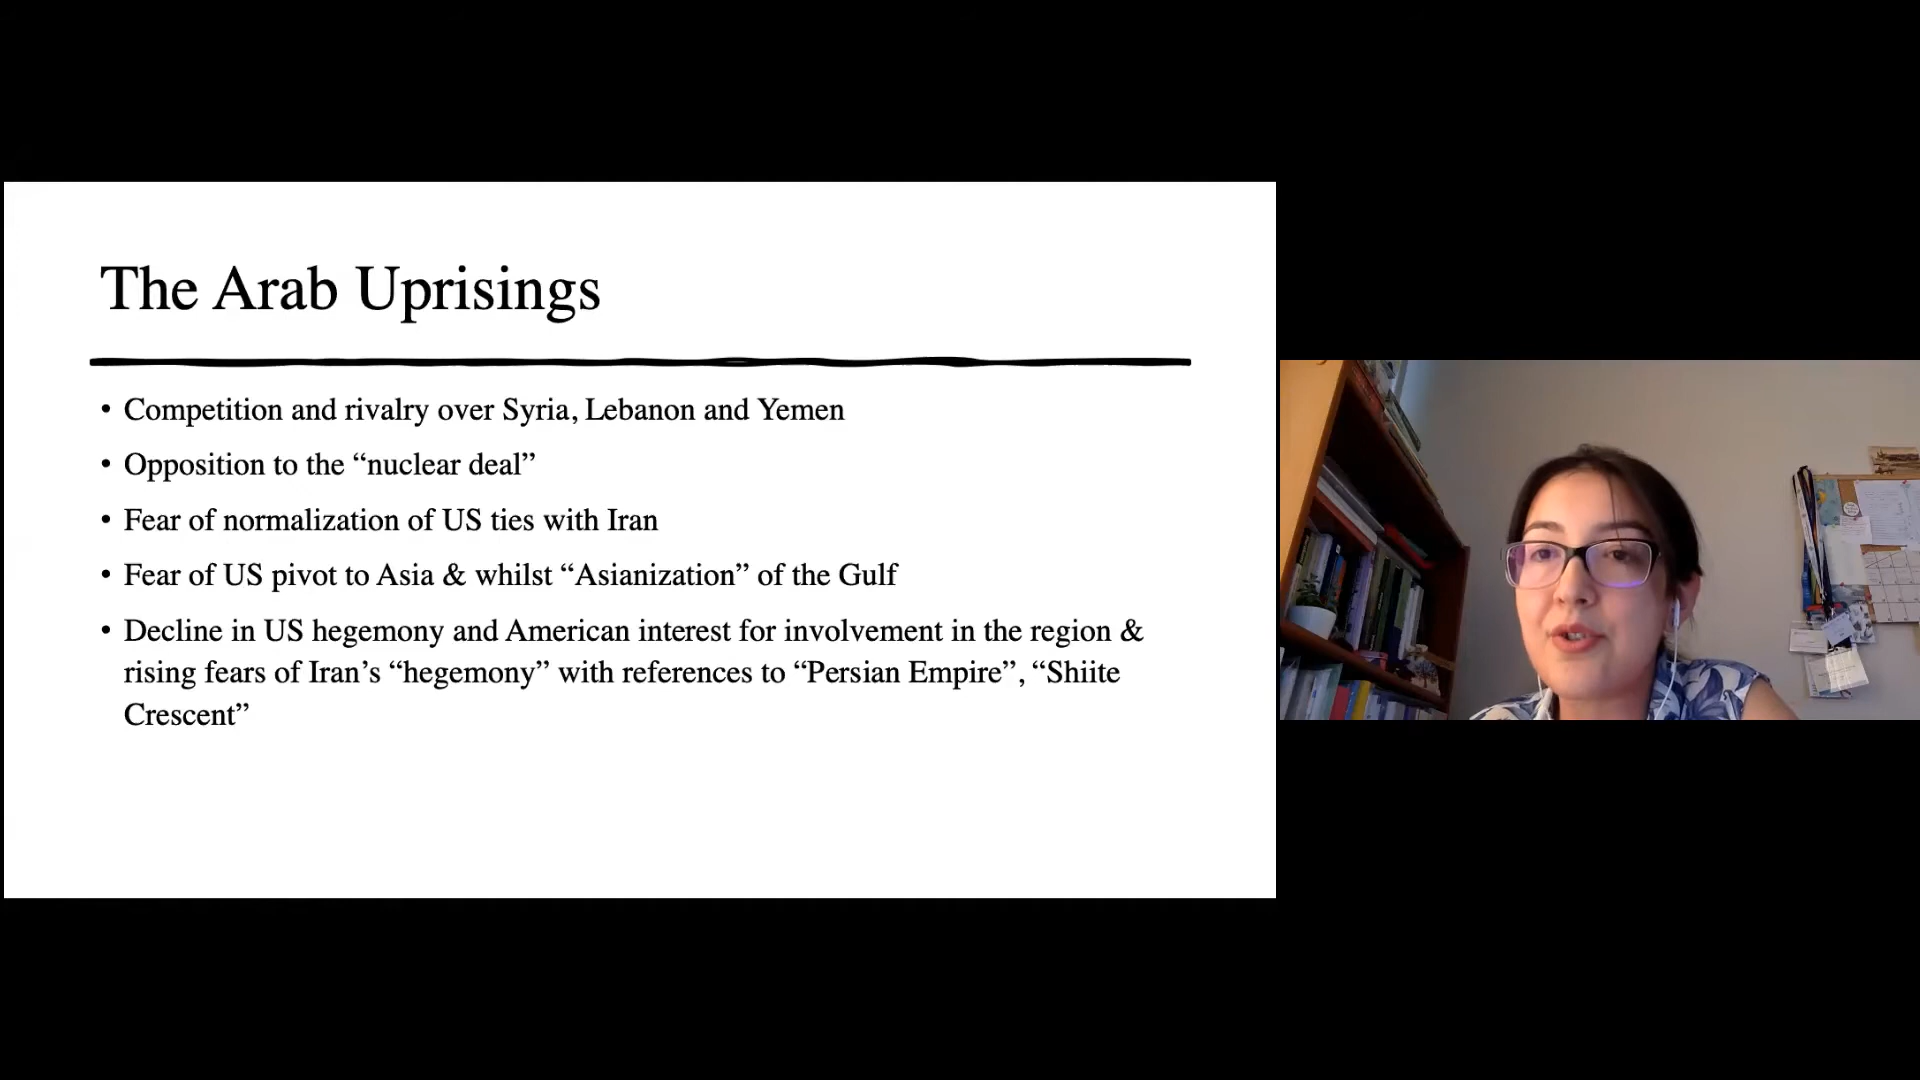 The Arab Uprisings
• Competition and rivalry over Syria, Lebanon and Yemen
• Opposition to the “nuclear deal”
• Fear of normalization of US ties with Iran
• Fear of US pivot to Asia & whilst “Asianization” of the Gulf
• Decline in US hegemony and American interest for involvement in the region &
rising fears of Iran’s “hegemony” with references to “Persian Empire”, “Shiite
Crescent”